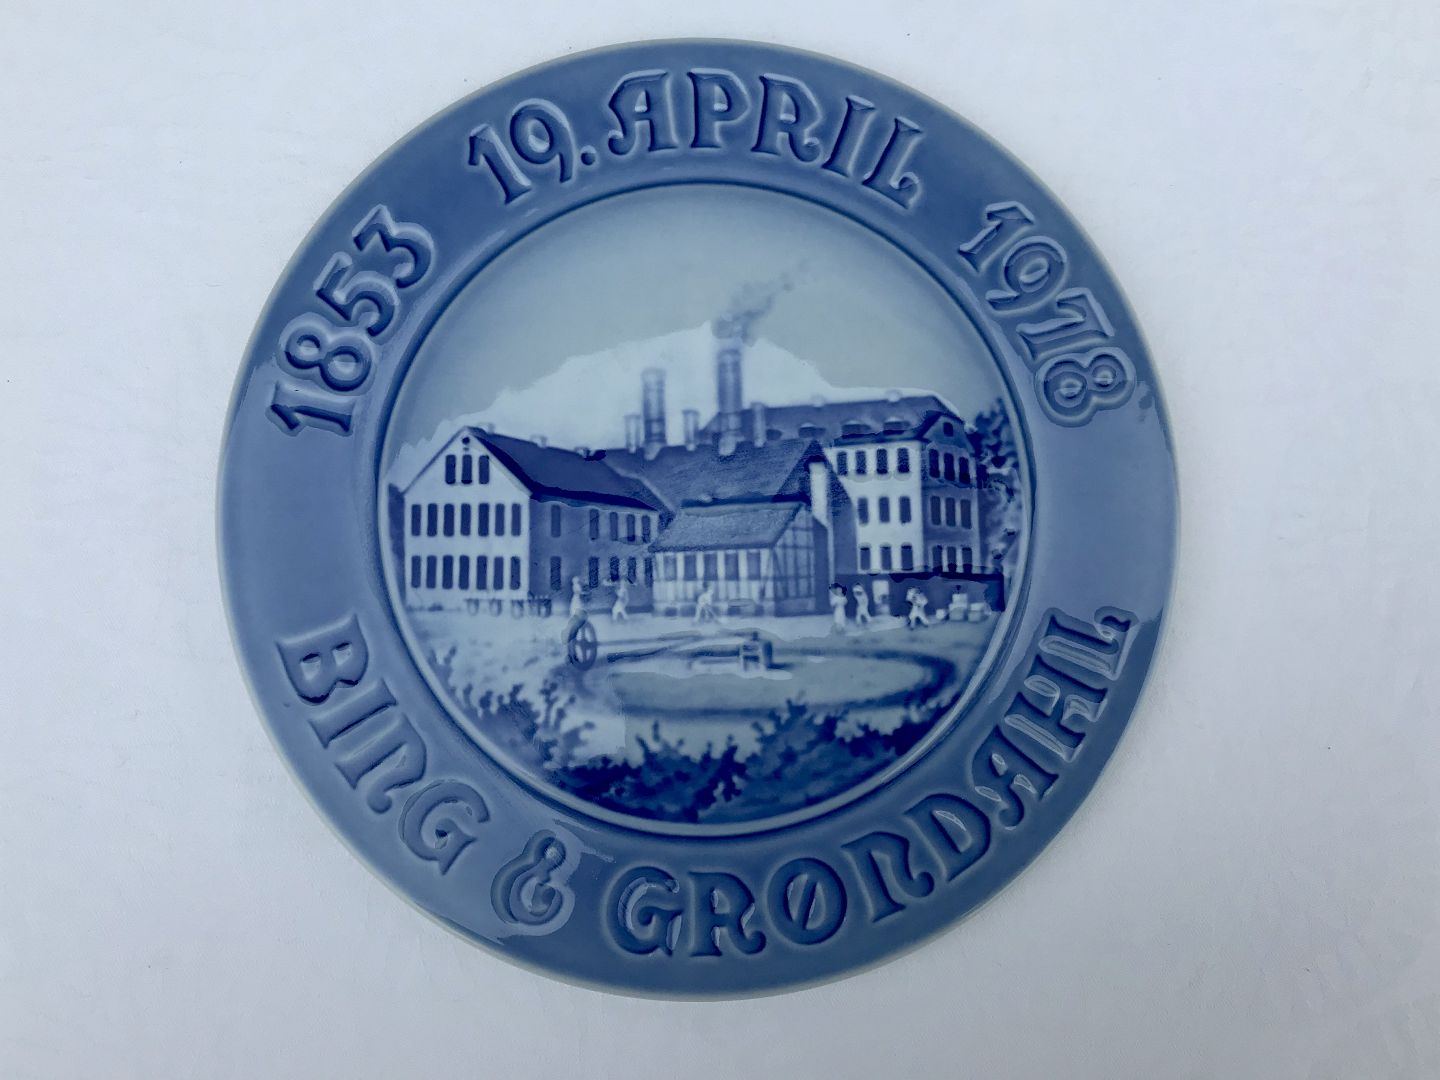 1853 19. APRIL 1978
BING & GRØNDAHL